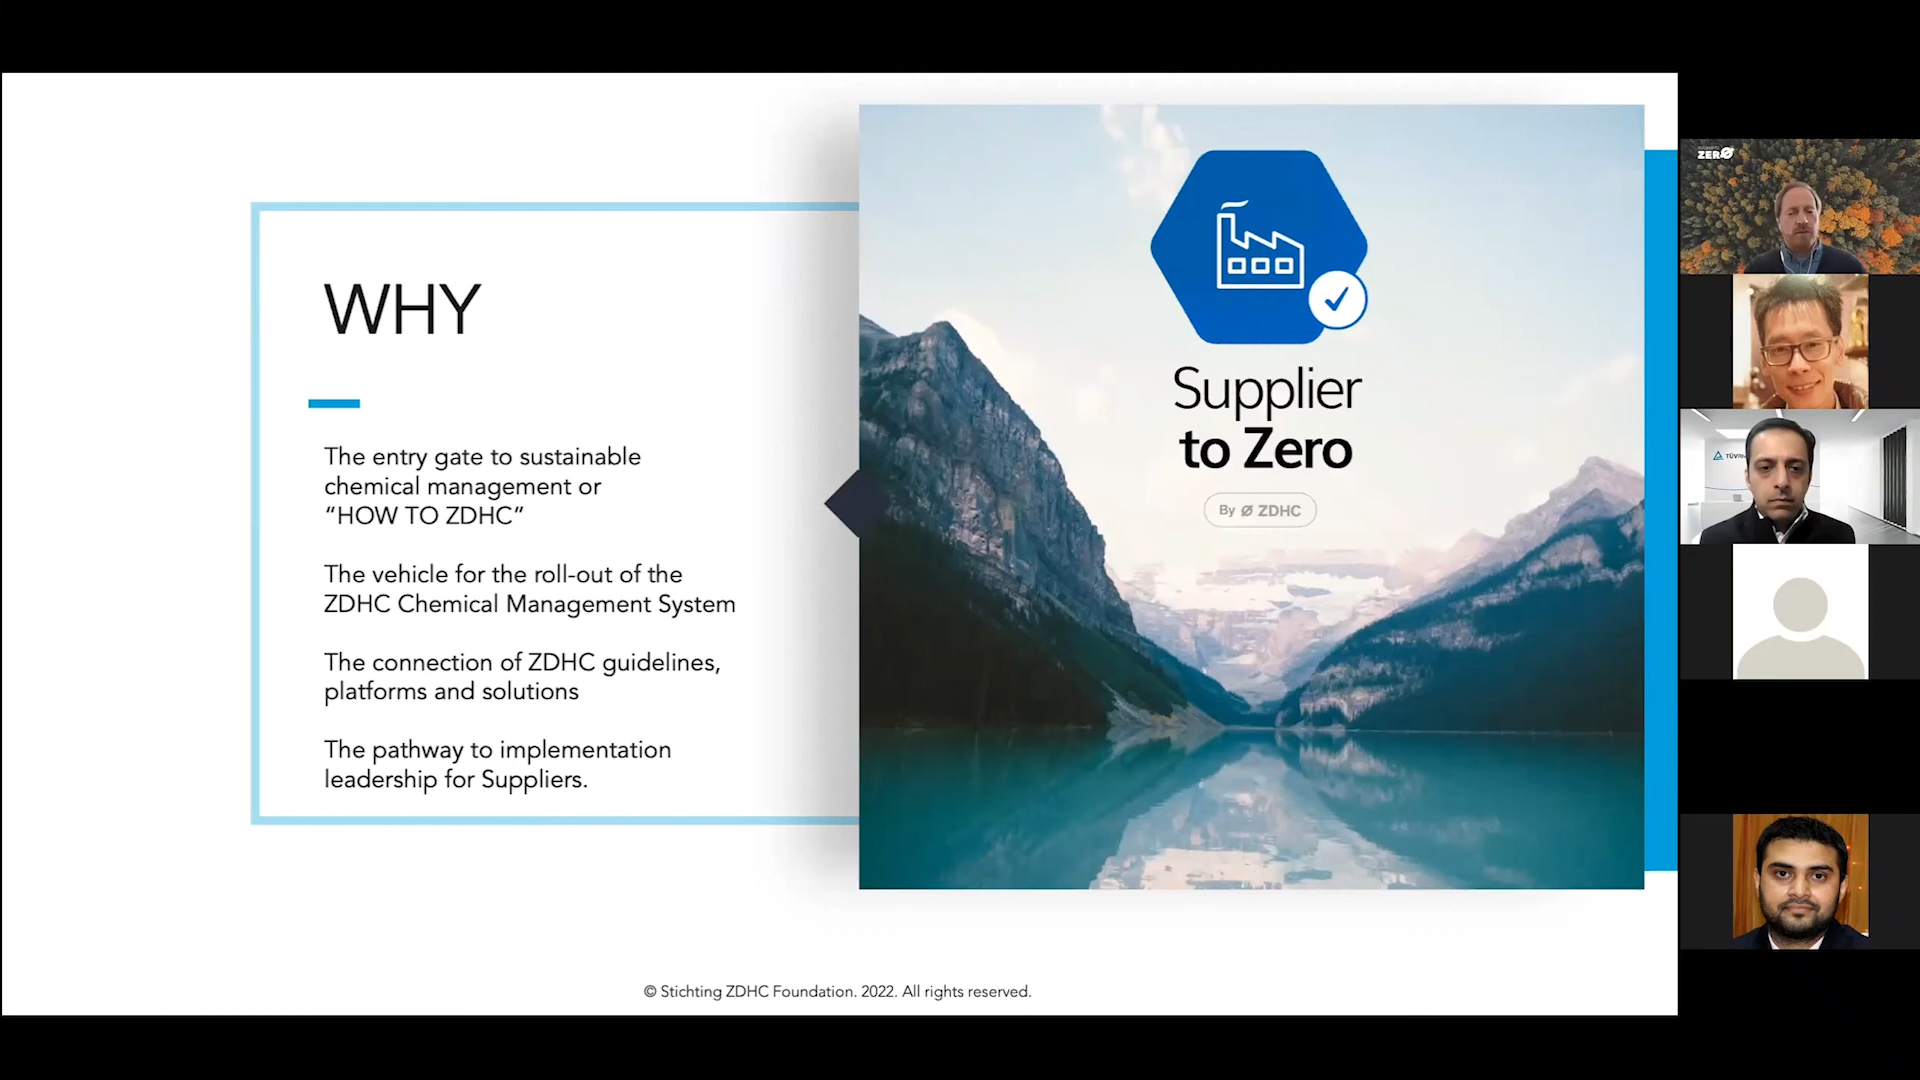 WHY
The entry gate to sustainable
chemical management or
“HOW TO ZDHC”
The vehicle for the roll-out of the
ZDHC Chemical Management System
The connection of ZDHC guidelines,
platforms and solutions
The pathway to implementation
leadership for Suppliers.
Supplier
to Zero
By ZDHC
© Stichting ZDHC Foundation. 2022. All rights reserved.
ZERØ